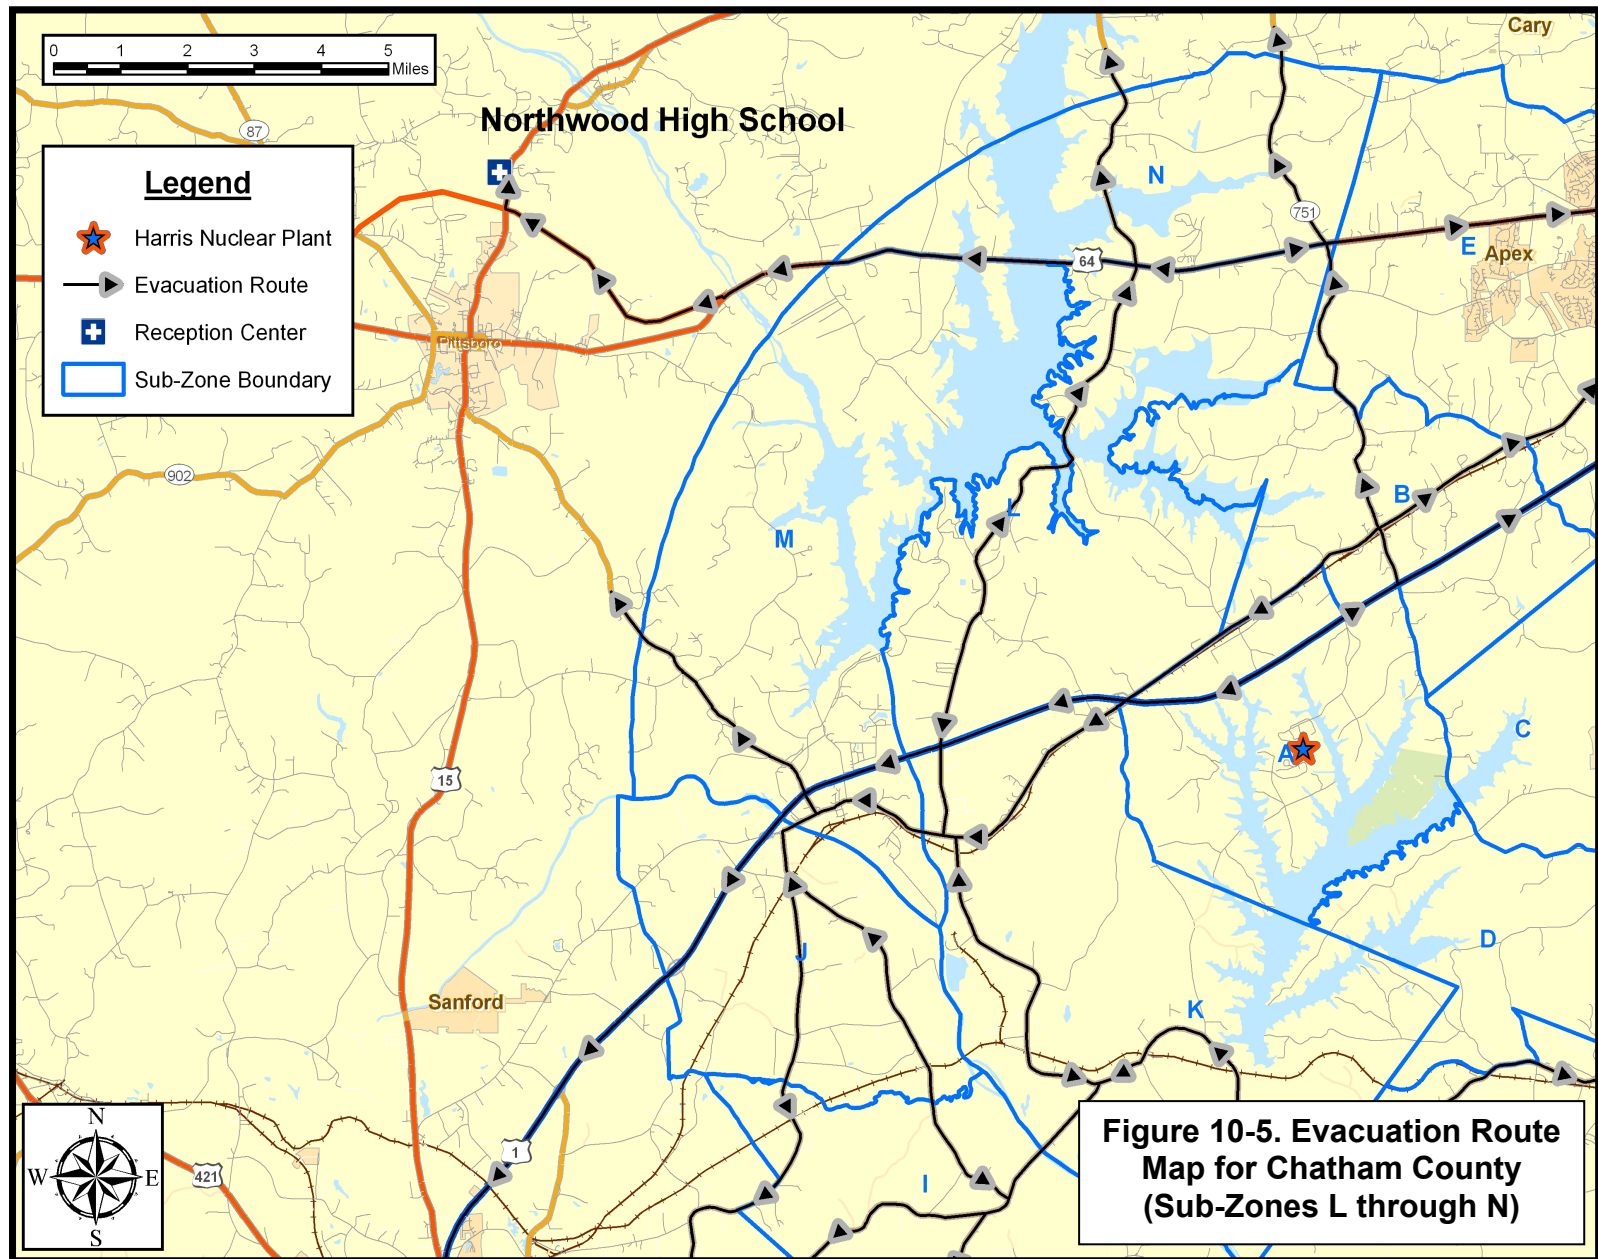 Cary
0 1 2 3 4 5
Miles
Northwood High School
87
Legend
Harris Nuclear Plant
Evacuation Route
Reception Center
Sub-Zone Boundary
N
751
E
Apex
64
Pittsboro
902
B
L
M
15
A
C
J
D
Sanford
K
N
W E
S
421
1
I
Figure 10-5. Evacuation Route
Map for Chatham County
(Sub-Zones L through N)